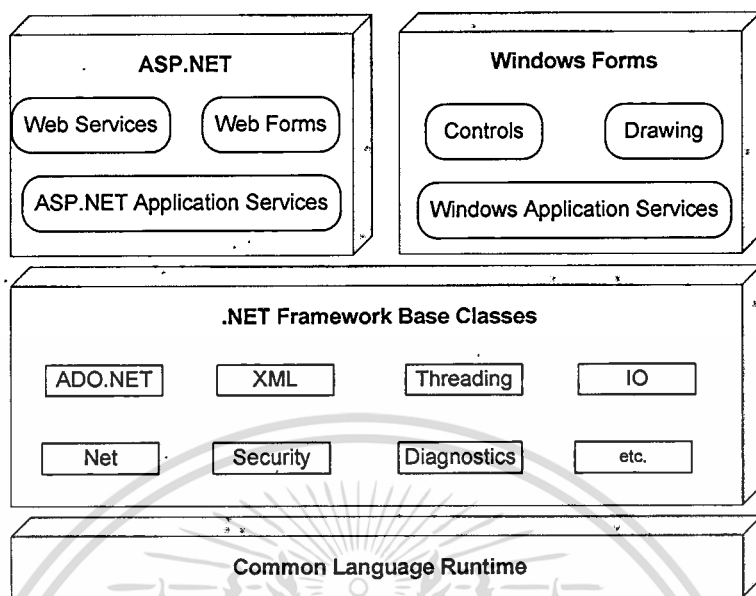 ASP.NET
Web Services
Web Forms
ASP.NET Application Services
Windows Forms
Controls
Drawing
Windows Application Services
.NET Framework Base Classes
ADO.NET
XML
Threading
IO
Net
Security
Diagnostics
etc.
Common Language Runtime